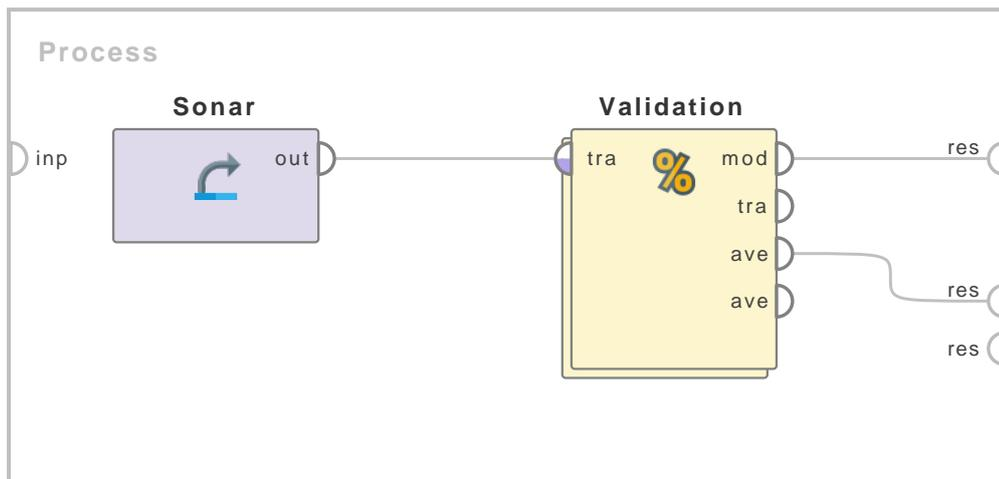 Process
Sonar
Validation
inp
out
tra
%
mod
res
tra
ave
res
ave
res